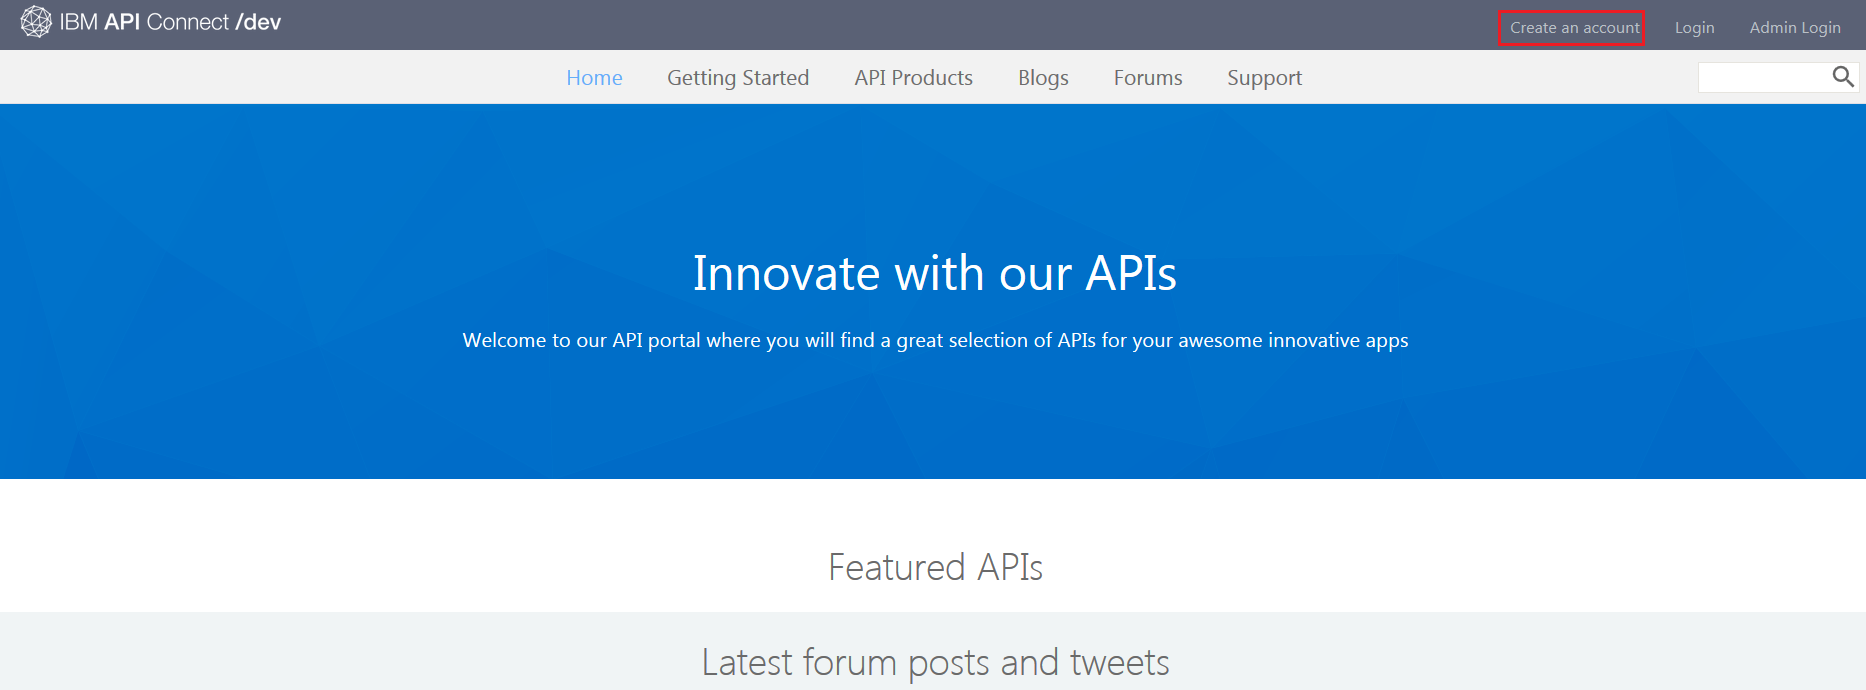 IBM API Connect /dev
Create an account Login Admin Login
Home Getting Started API Products Blogs Forums Support
Innovate with our APIs
Welcome to our API portal where you will find a great selection of APIs for your awesome innovative apps
Featured APIs
Latest forum posts and tweets